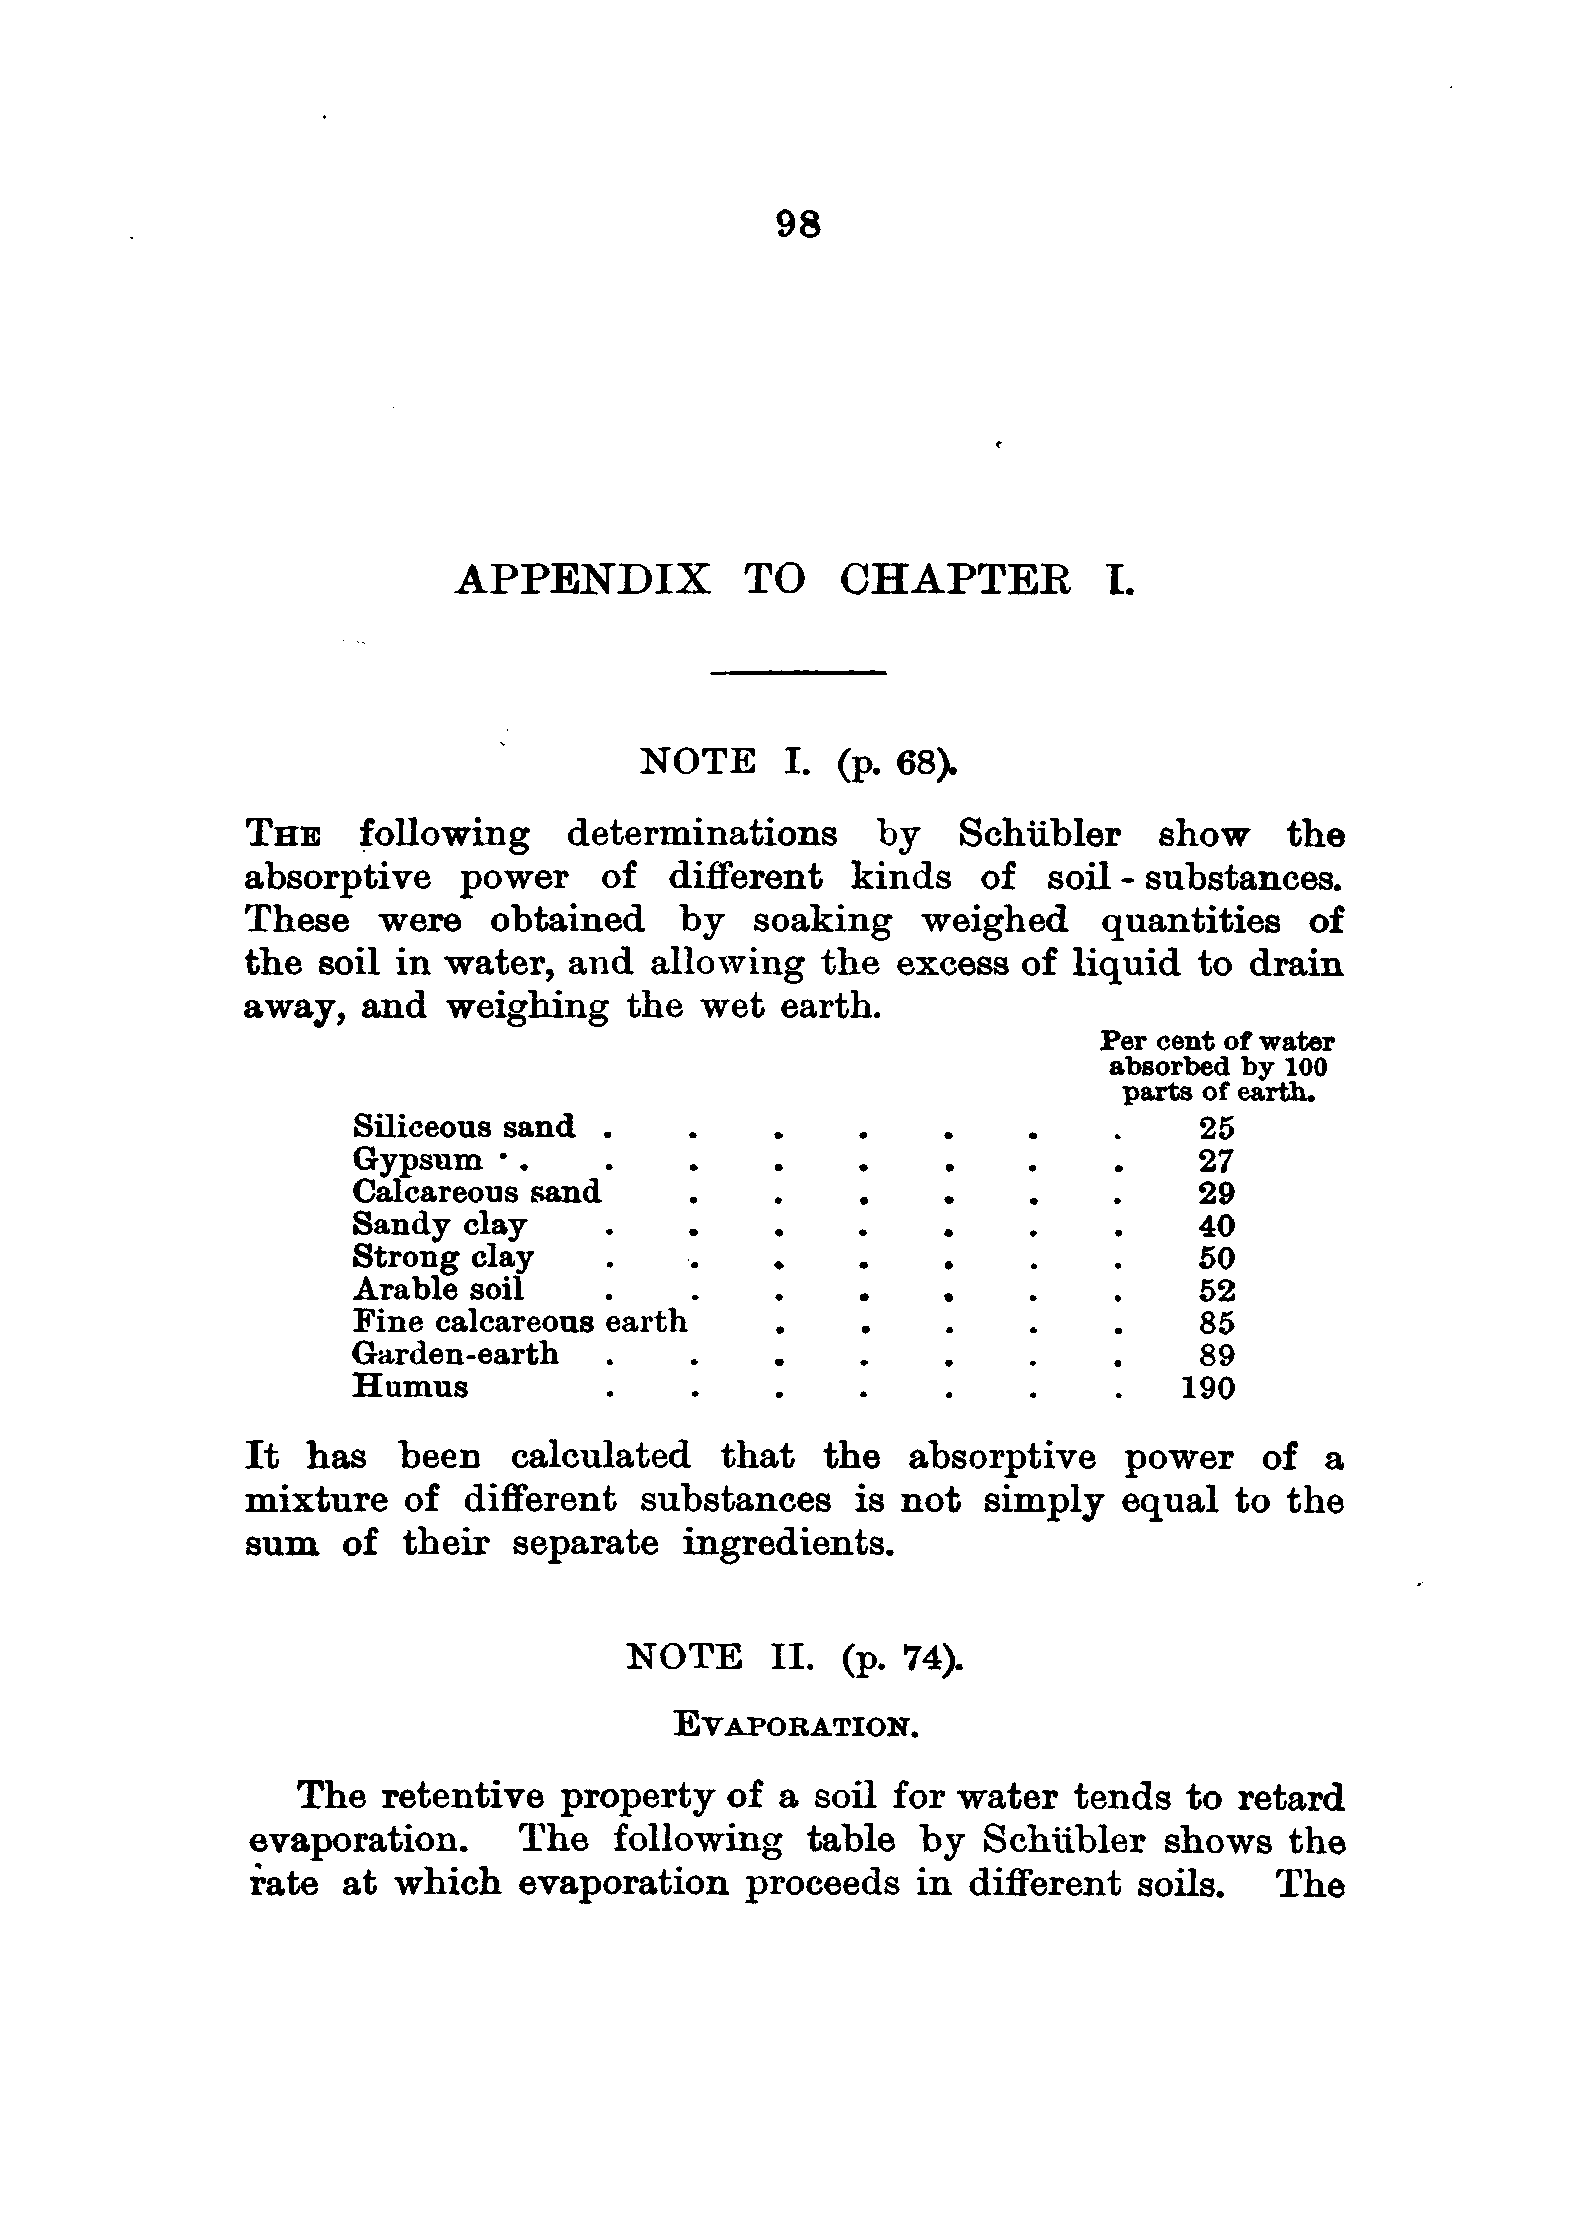 98
APPENDIX TO CHAPTER I.
NOTE I. (p. 68).
THE following determinations by Schübler show the
absorptive power of different kinds of soil-substances.
These were obtained by soaking weighed quantities of
the soil in water, and allowing the excess of liquid to drain
away, and weighing the wet earth.
Per cent of water
absorbed by 100
parts of earth.
Siliceous sand . . . . . . . 25
Gypsum . . . . . . . . 27
Calcareous sand . . . . . . 29
Sandy clay . . . . . . . 40
Strong clay . . . . . . . 50
Arable soil . . . . . . . 52
Fine calcareous earth . . . . . 85
Garden-earth . . . . . . . 89
Humus . . . . . . . 190
It has been calculated that the absorptive power of a
mixture of different substances is not simply equal to the
sum of their separate ingredients.
NOTE II. (p. 74).
EVAPORATION.
The retentive property of a soil for water tends to retard
evaporation. The following table by Schübler shows the
rate at which evaporation proceeds in different soils. The